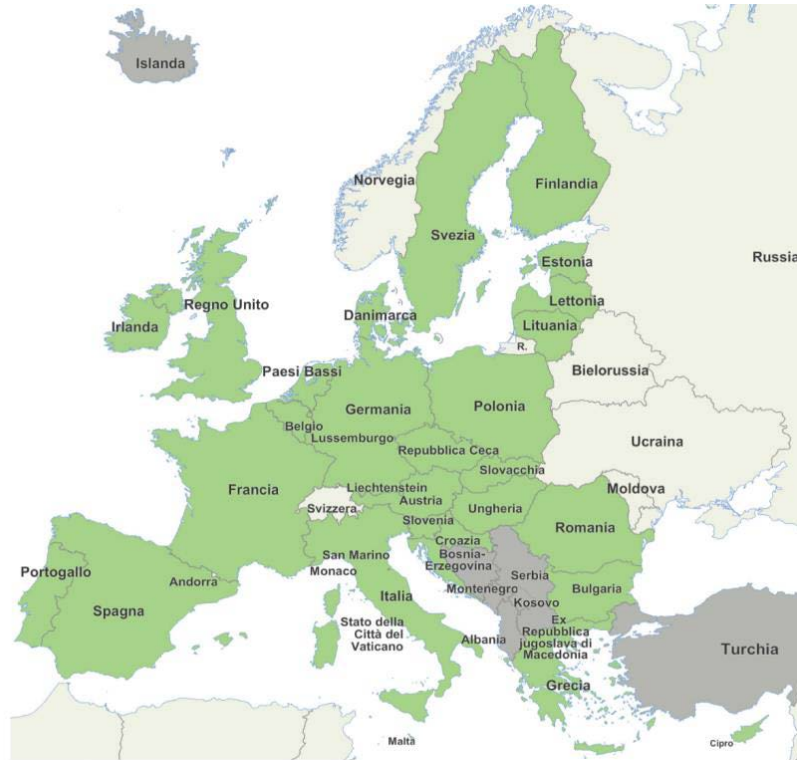 Islanda
Norvegia
Finlandia
Svezia
Russia
Estonia
Lettonia
Lituania
R.
Danimarca
Regno Unito
Irlanda
Bielorussia
Paesi Bassi
Germania
Polonia
Belgio
Lussemburgo
Ucraina
Repubblica Ceca
Slovacchia
Francia
Liechtenstein
Austria
Moldova
Svizzera
Ungheria
Slovenia
Romania
Croazia
San Marino
Bosnia-
Erzegovina
Monaco
Serbia
Portogallo
Andorra
Montenegro
Bulgaria
Spagna
Italia
Kosovo
Stato della
Città del
Vaticano
Albania
Ex
Repubblica
jugoslava di
Macedonia
Turchia
Grecia
Malta
Cipro